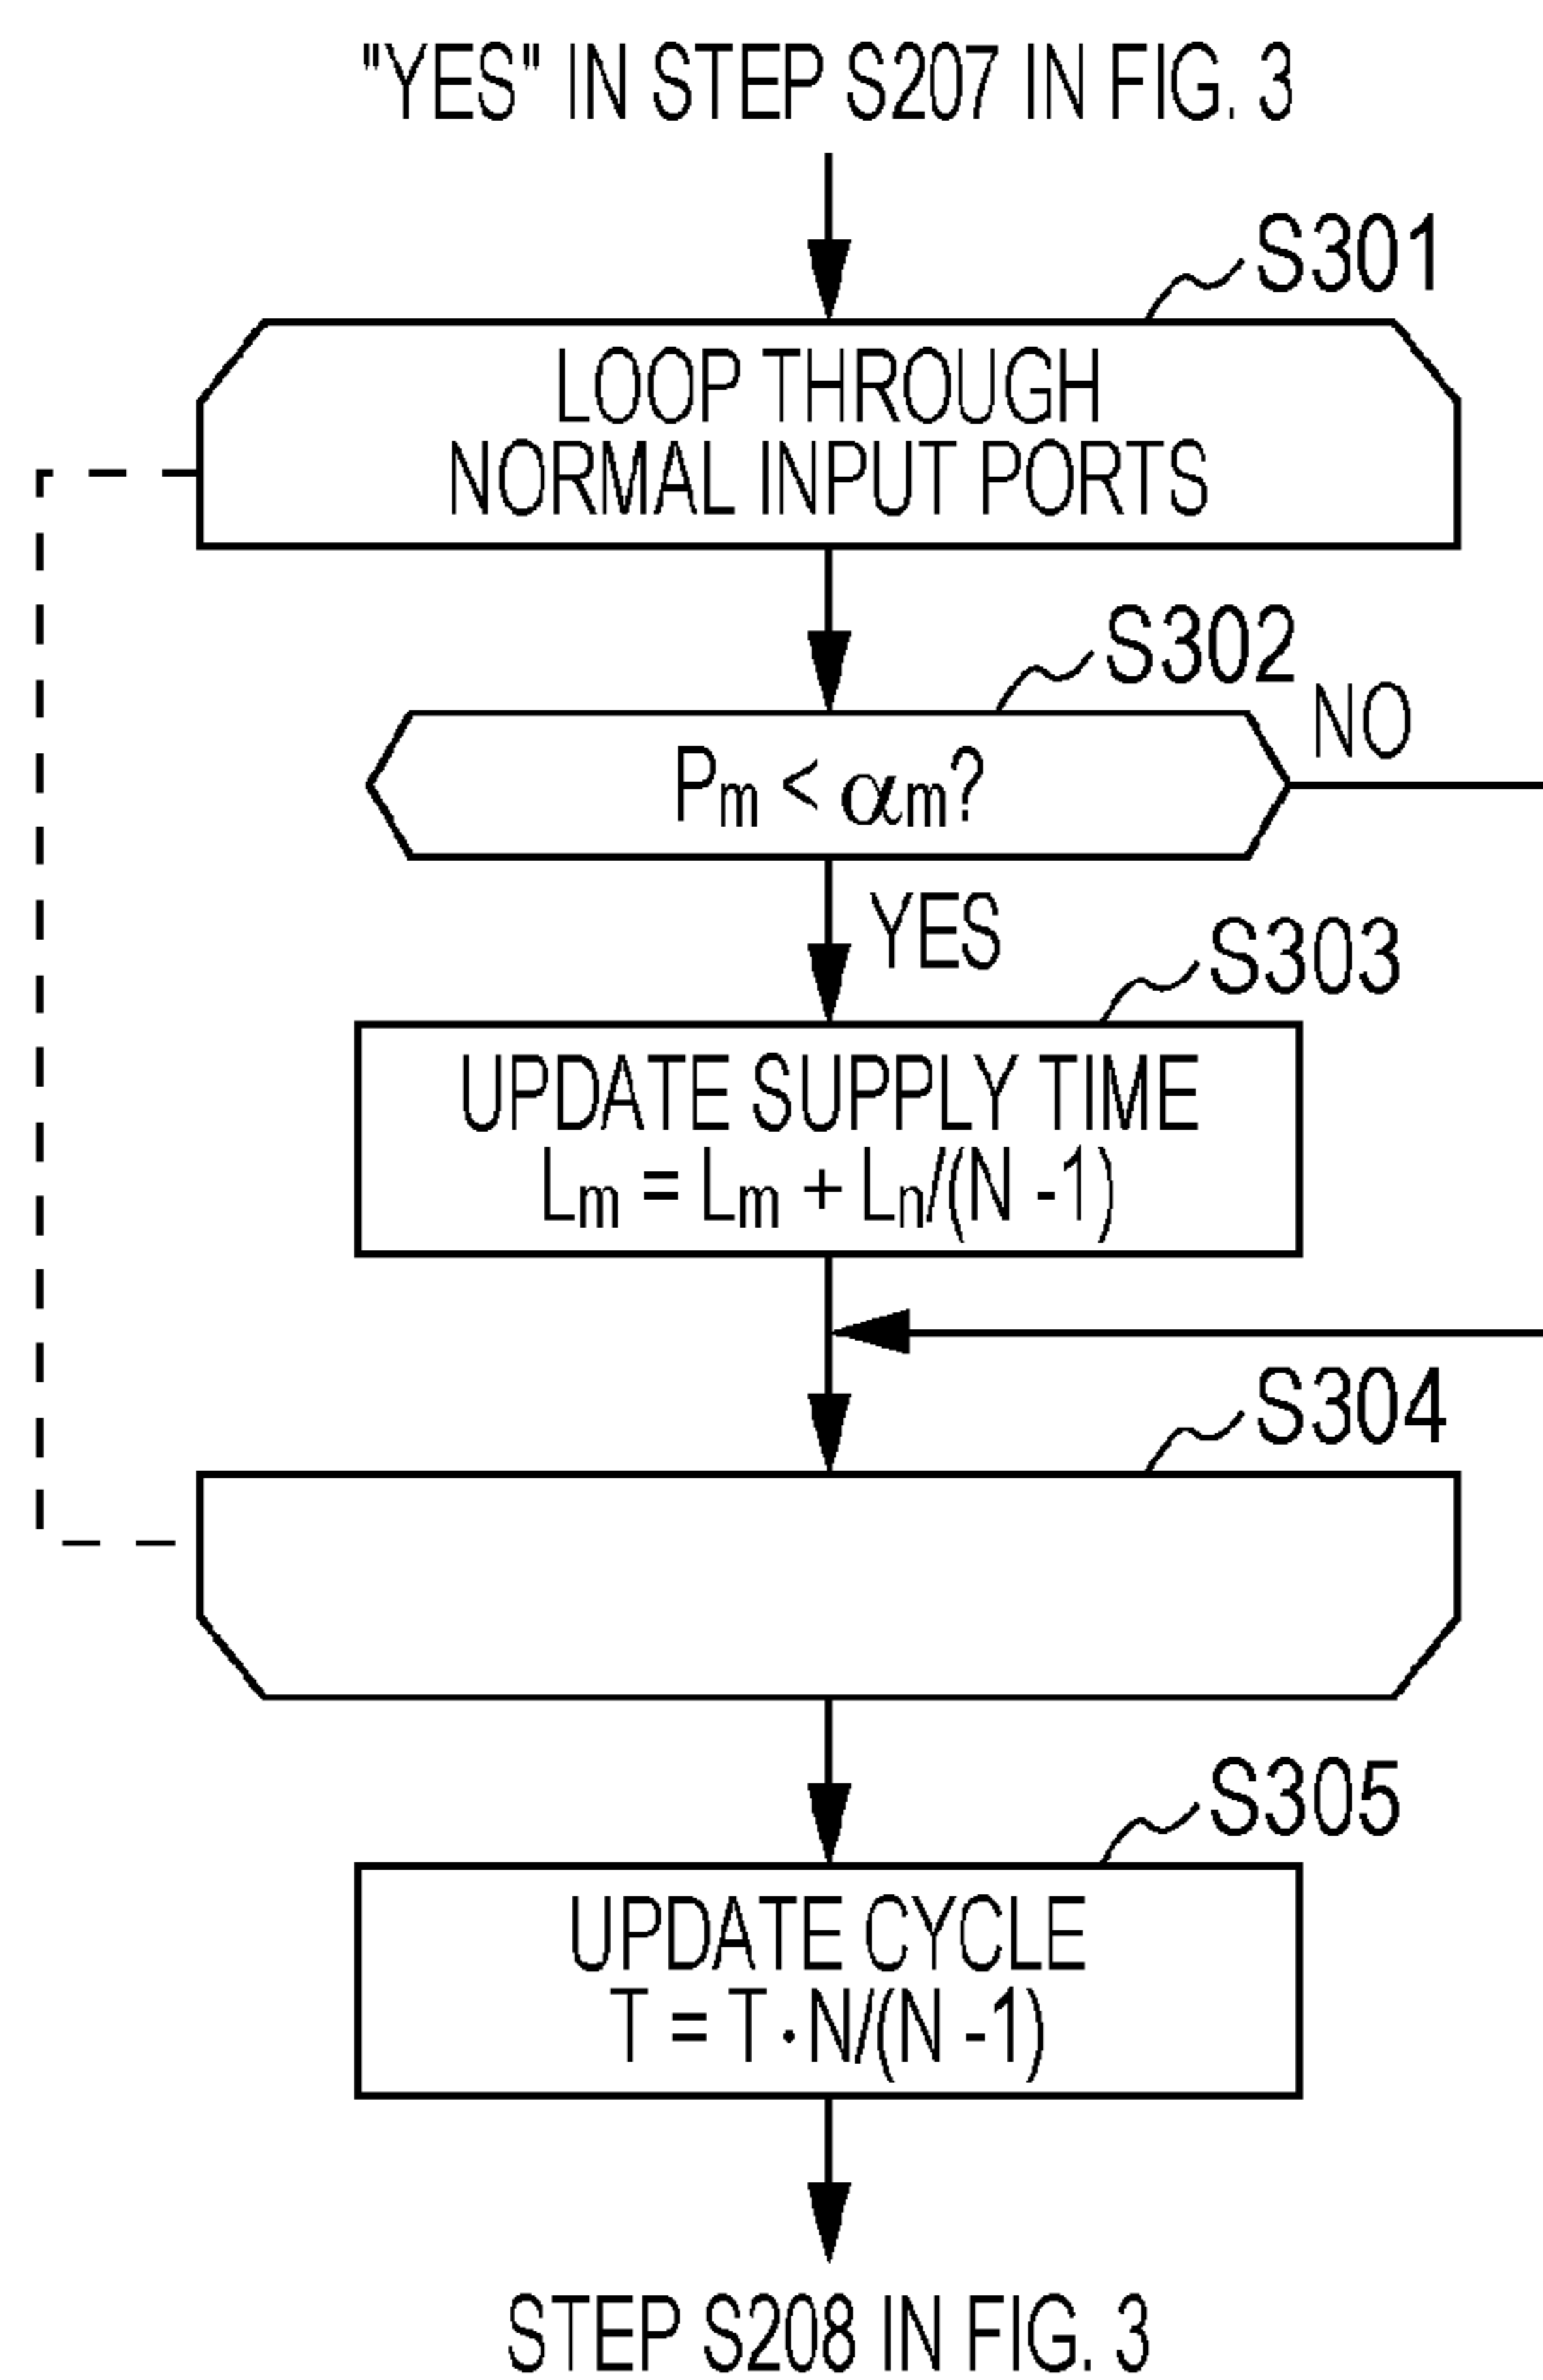 "YES" IN STEP S207 IN FIG. 3
S301
LOOP THROUGH
NORMAL INPUT PORTS
S302
NO
Pm < αm?
YES
S303
UPDATE SUPPLY TIME
Lm = Lm + Ln/(N -1)
S304
S305
UPDATE CYCLE
T = T·N/(N -1)
STEP S208 IN FIG. 3